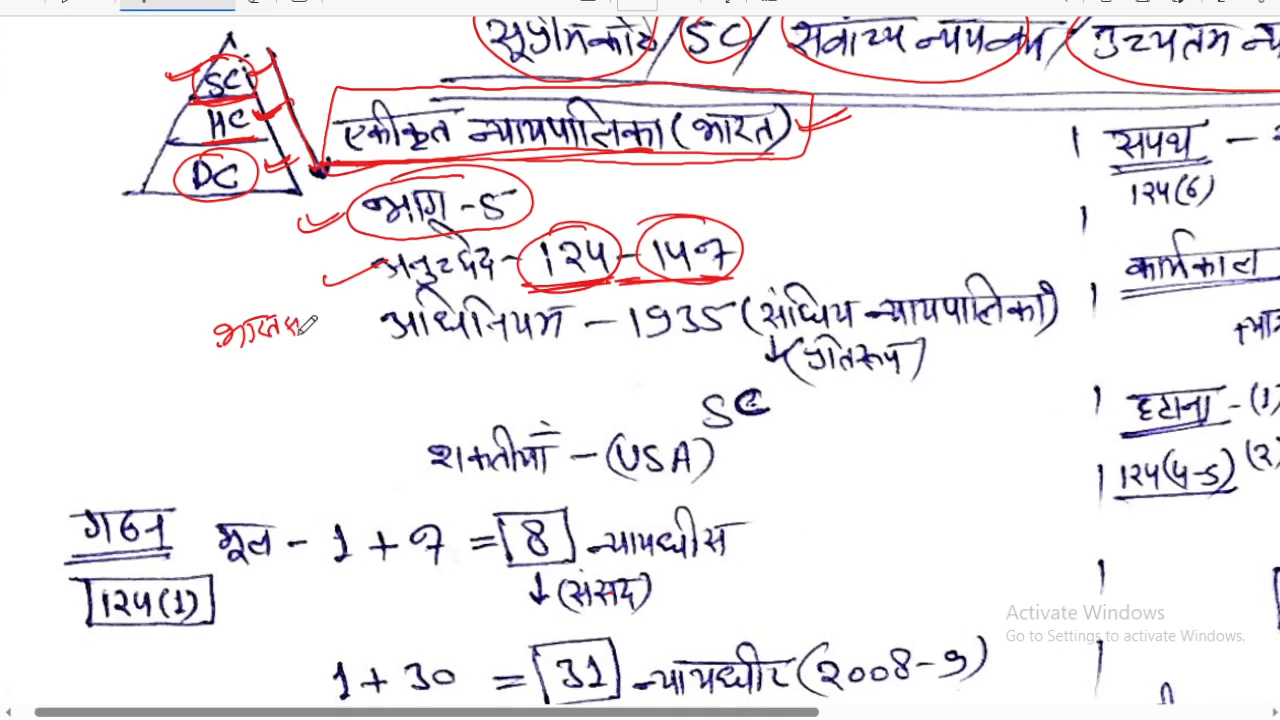 सुप्रीमकोर्ट / SC / सर्वोच्च न्यायालय / उच्चतम
SC
HC
DC
एकीकृत न्यायपालिका (भारत)
भाग - 5
अनुच्छेद - 124 - 147
अधिनियम - 1935 (संघिय न्यायपालिका)
↓ (प्रतिरूप)
SC
शक्तीयाँ - (USA)
गठन मूल - 1 + 7 = 8 न्यायधीस
124(1) ↓ (संसद)
1 + 30 = 31 न्यायधीश (2008-9)
सपथ -
124(6)
कार्यकाल
हटाना - (1)
124(4-5) (2)
Activate Windows
Go to Settings to activate Windows.